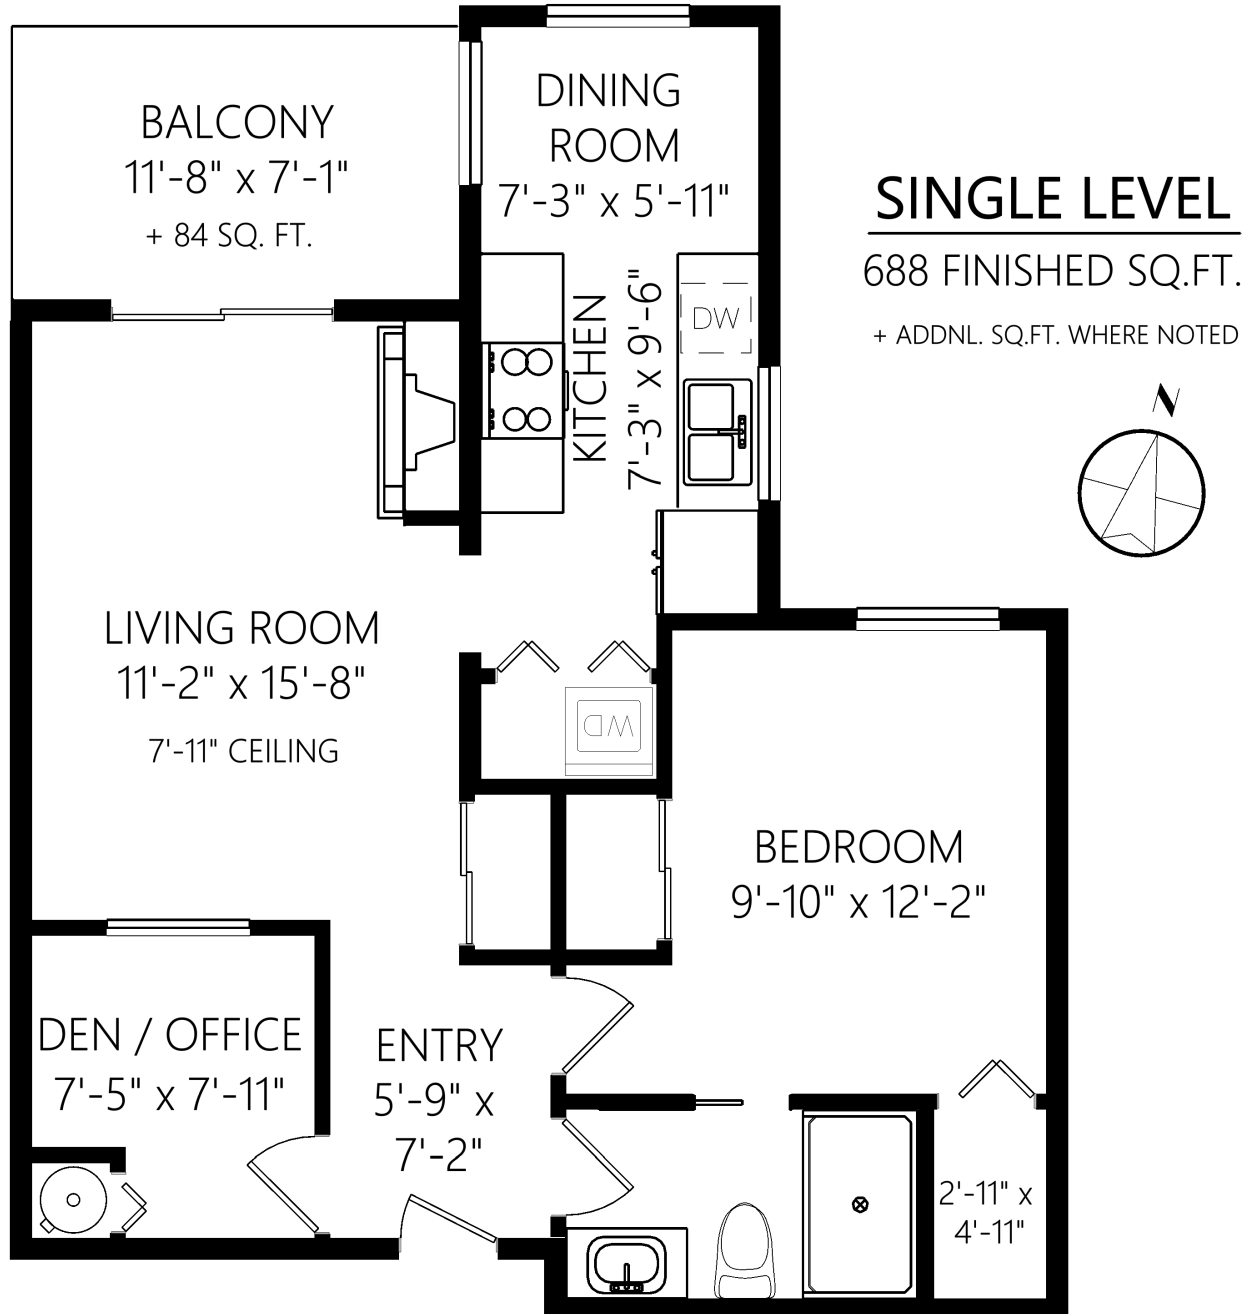 BALCONY
11'-8" x 7'-1"
+ 84 SQ. FT.
DINING
ROOM
7'-3" x 5'-11"
SINGLE LEVEL
688 FINISHED SQ.FT.
+ ADDNL. SQ.FT. WHERE NOTED
N
KITCHEN
7'-3" x 9'-6"
DW
LIVING ROOM
11'-2" x 15'-8"
7'-11" CEILING
WD
BEDROOM
9'-10" x 12'-2"
DEN / OFFICE
7'-5" x 7'-11"
ENTRY
5'-9" x
7'-2"
2'-11" x
4'-11"